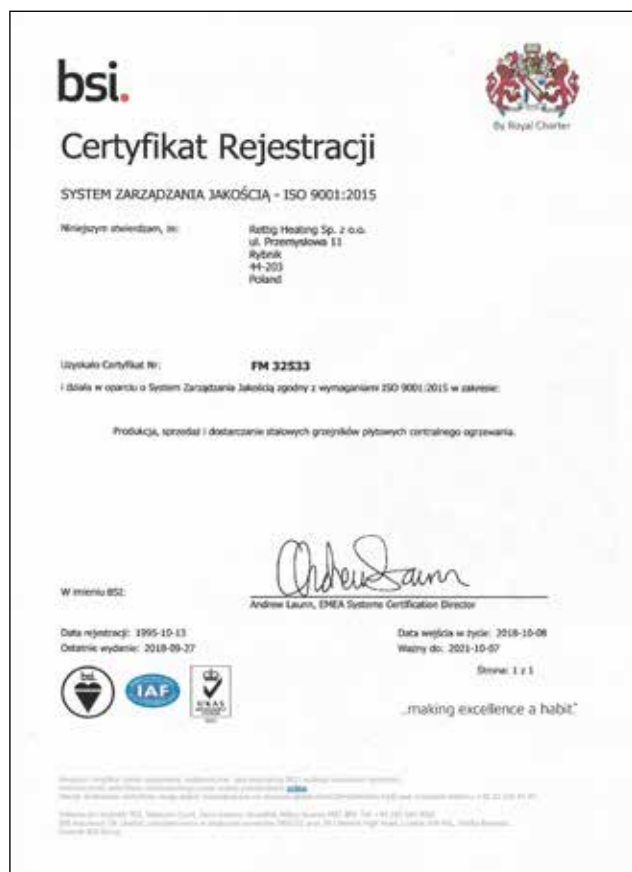 bsi.
By Royal Charter
Certyfikat Rejestracji
SYSTEM ZARZĄDZANIA JAKOŚCIĄ - ISO 9001:2015
Niniejszym stwierdzam, że:
Rettig Heating Sp. z o.o.
ul. Przemysłowa 11
Rybnik
44-203
Poland
Uzyskało Certyfikat Nr: FM 32533
i działa w oparciu o System Zarządzania Jakością zgodny z wymaganiami ISO 9001:2015 w zakresie:
Produkcja, sprzedaż i dostarczanie stalowych grzejników płytowych centralnego ogrzewania.
W imieniu BSI:
Andrew Launn, EMEA Systems Certification Director
Data rejestracji: 1995-10-13
Ostatnie wydanie: 2018-09-27
Data wejścia w życie: 2018-10-08
Ważny do: 2021-10-07
Strona: 1 z 1
bsi.
IAF
UKAS
...making excellence a habit."